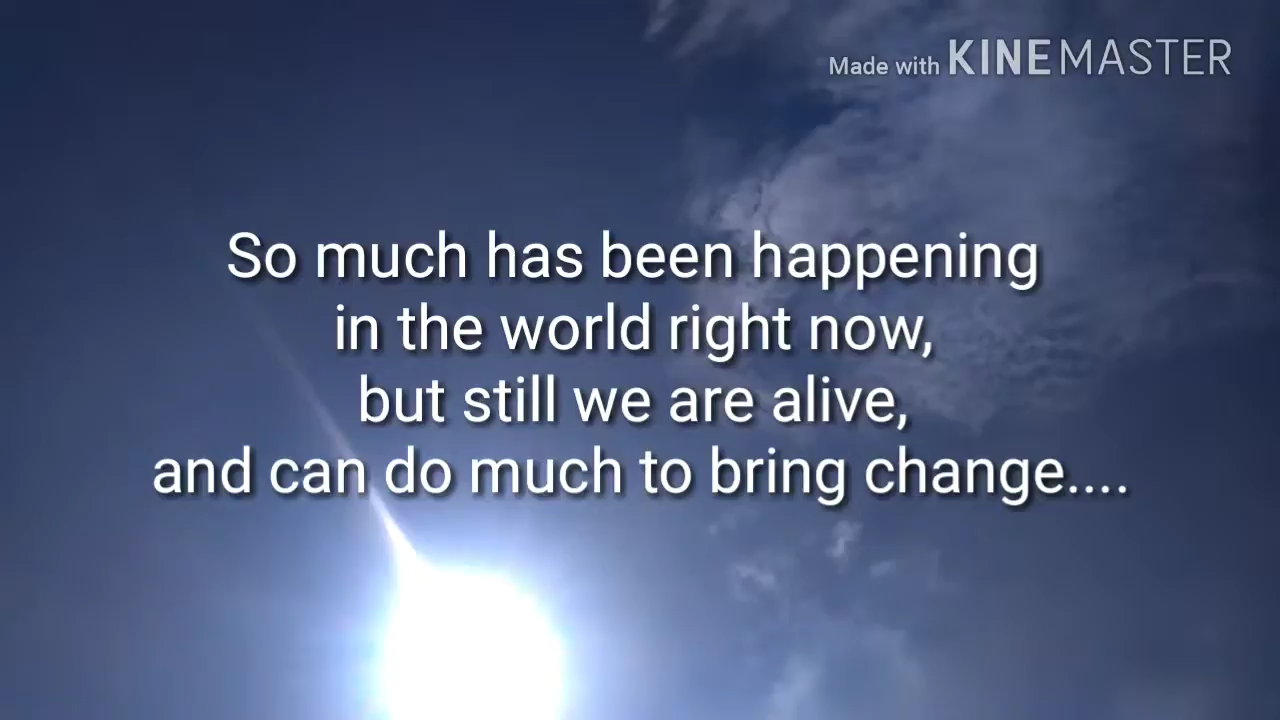 Made with KINEMASTER
So much has been happening
in the world right now,
but still we are alive,
and can do much to bring change....